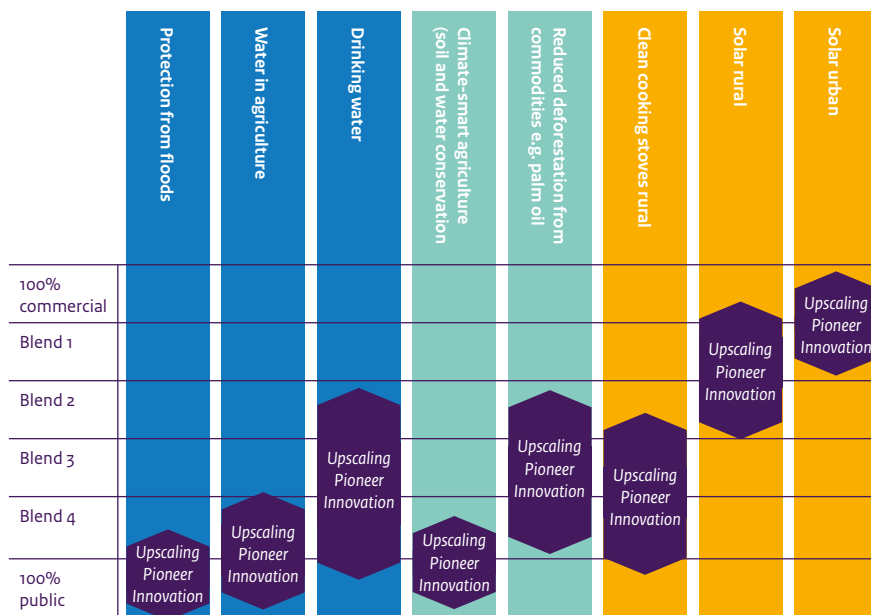 Protection from floods
Water in agriculture
Drinking water
Climate-smart agriculture
(soil and water conservation)
Reduced deforestation from
commodities e.g. palm oil
Clean cooking stoves rural
Solar rural
Solar urban
100%
commercial
Blend 1
Blend 2
Blend 3
Blend 4
100%
public
Upscaling
Pioneer
Innovation
Upscaling
Pioneer
Innovation
Upscaling
Pioneer
Innovation
Upscaling
Pioneer
Innovation
Upscaling
Pioneer
Innovation
Upscaling
Pioneer
Innovation
Upscaling
Pioneer
Innovation
Upscaling
Pioneer
Innovation